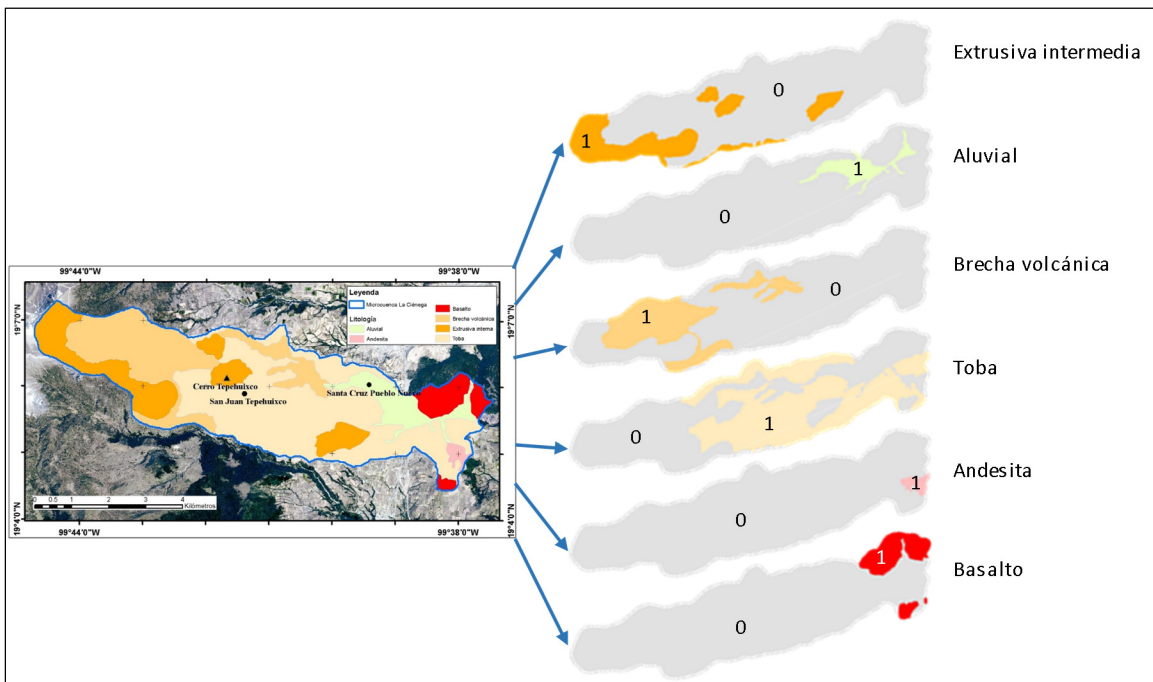 Extrusiva intermedia
0
1
Aluvial
1
0
Brecha volcánica
0
1
Toba
1
0
Andesita
1
0
Basalto
1
0
99°44'0"W 99°38'0"W
19°7'0"N 19°7'0"N
Leyenda
Microcuenca La Ciénega
Litología
Aluvial
Andesita
Basalto
Brecha volcánica
Extrusiva interna
Toba
Cerro Tepehuixco
San Juan Tepehuixco
Santa Cruz Pueblo Nuevo
0 0.5 1 2 3 4
Kilómetros
19°4'0"N 19°4'0"N
99°44'0"W 99°38'0"W